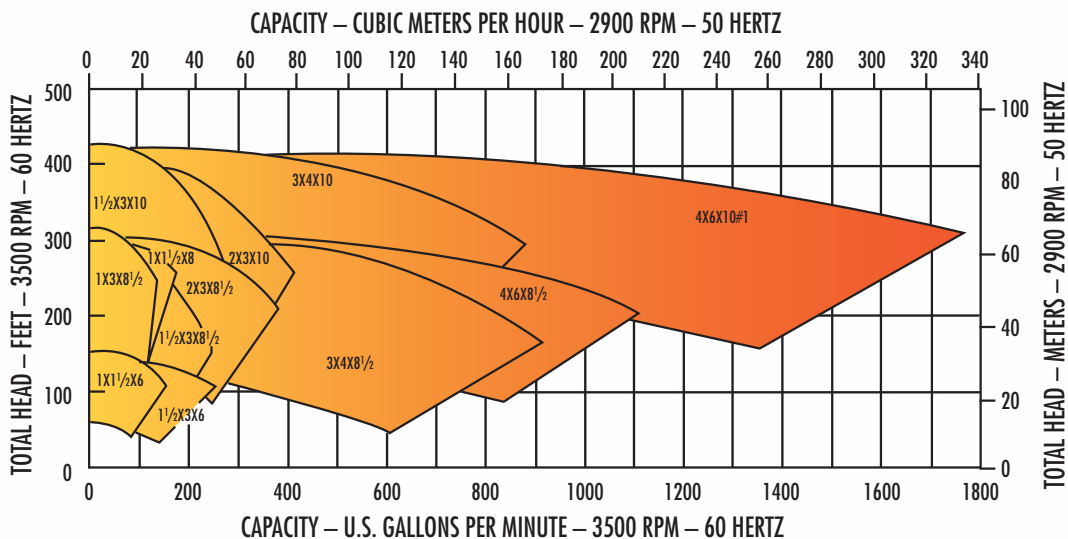 CAPACITY – CUBIC METERS PER HOUR – 2900 RPM – 50 HERTZ
0 20 30 40 60 80 100 120 140 160 180 200 220 240 260 280 300 320 340
TOTAL HEAD – FEET – 3500 RPM – 60 HERTZ
500
400
300
200
100
0
100
80
60
40
20
0
TOTAL HEAD – METERS – 2900 RPM – 50 HERTZ
3X4X10
1½X3X10
4X6X10#1
1X1½X8
2X3X10
1X3X8½
2X3X8½
4X6X8½
1½X3X8½
3X4X8½
1X1½X6
1½X3X6
0 200 400 600 800 1000 1200 1400 1600 1800
CAPACITY – U.S. GALLONS PER MINUTE – 3500 RPM – 60 HERTZ